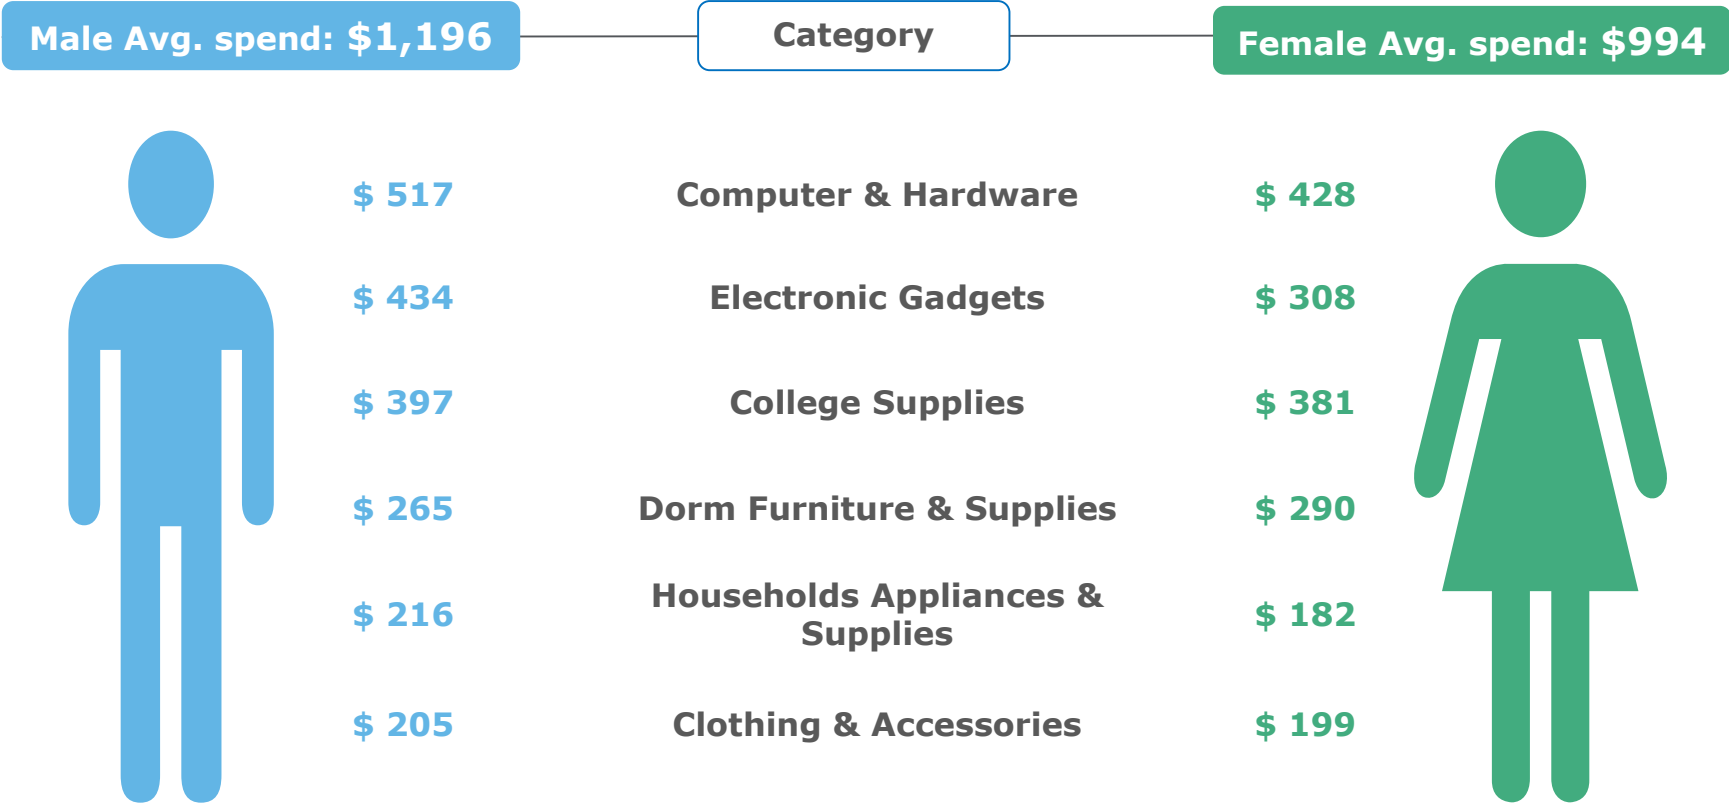 Male Avg. spend: $1,196
Category
Female Avg. spend: $994
$ 517 Computer & Hardware $ 428
$ 434 Electronic Gadgets $ 308
$ 397 College Supplies $ 381
$ 265 Dorm Furniture & Supplies $ 290
$ 216 Households Appliances & $ 182
Supplies
$ 205 Clothing & Accessories $ 199